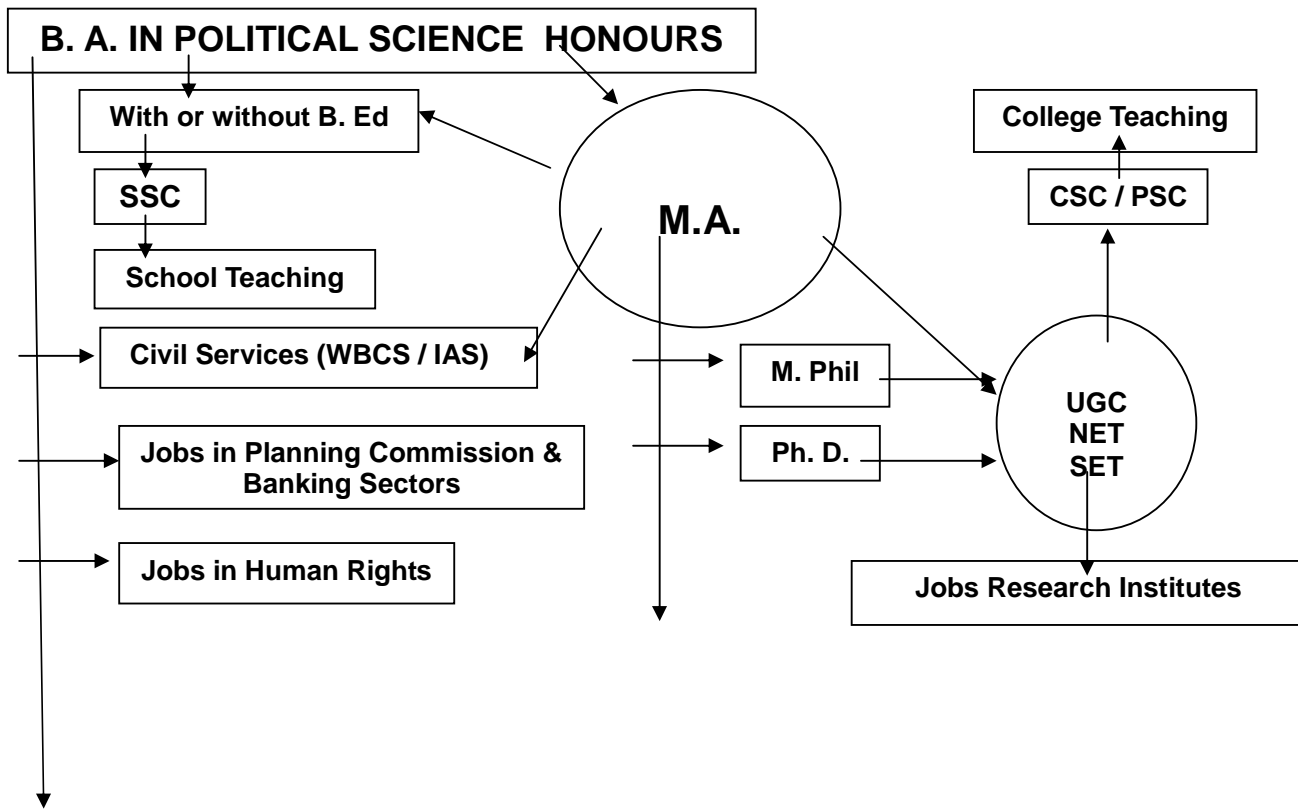 B. A. IN POLITICAL SCIENCE HONOURS
With or without B. Ed
SSC
School Teaching
Civil Services (WBCS / IAS)
Jobs in Planning Commission &
Banking Sectors
Jobs in Human Rights
M.A.
M. Phil
Ph. D.
College Teaching
CSC / PSC
UGC
NET
SET
Jobs Research Institutes